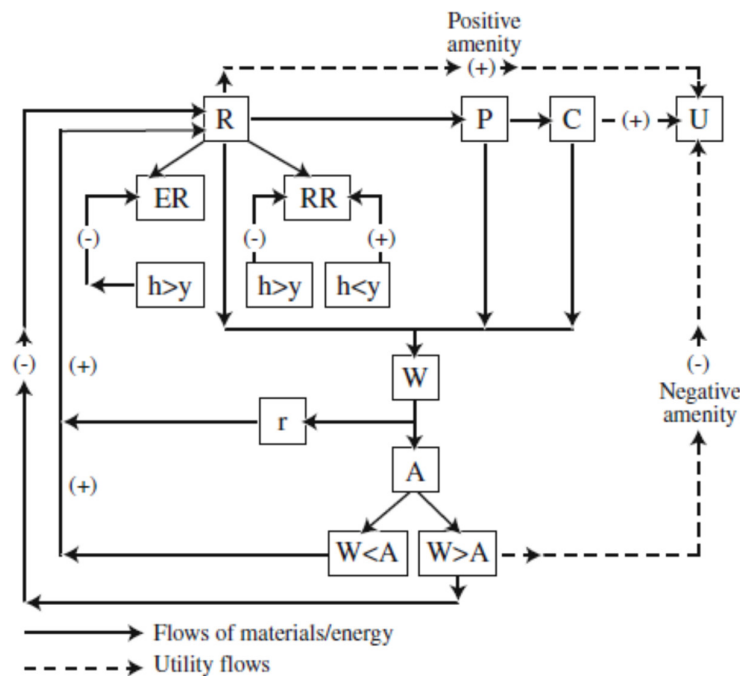 Positive
amenity
(+)
R
P
C
(+)
U
ER
RR
(-)
(-)
(+)
h>y
h>y
h<y
(-)
(+)
W
(-)
Negative
amenity
r
A
(+)
W<A
W>A
Flows of materials/energy
Utility flows